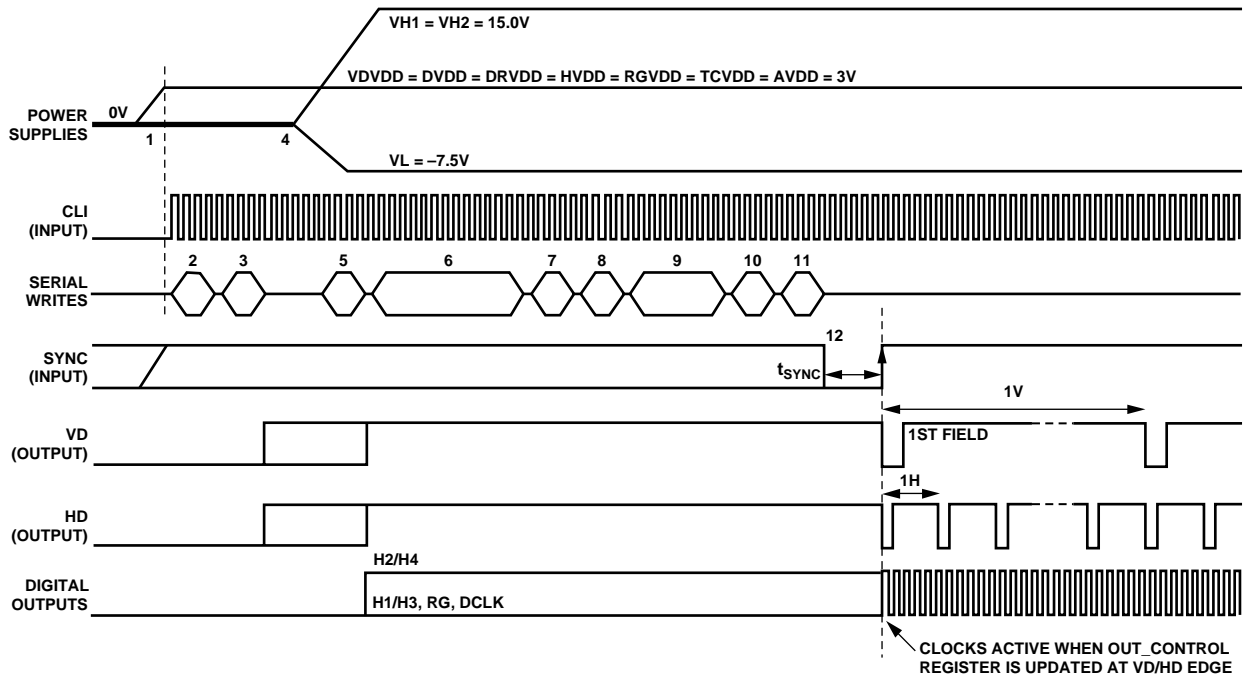 VH1 = VH2 = 15.0V
VDVDD = DVDD = DRVDD = HVDD = RGVDD = TCVDD = AVDD = 3V
0V
POWER
SUPPLIES
1
4
VL = –7.5V
CLI
(INPUT)
2
3
5
6
7
8
9
10
11
SERIAL
WRITES
12
SYNC
(INPUT)
tSYNC
1V
VD
(OUTPUT)
1ST FIELD
1H
HD
(OUTPUT)
H2/H4
DIGITAL
OUTPUTS
H1/H3, RG, DCLK
CLOCKS ACTIVE WHEN OUT_CONTROL
REGISTER IS UPDATED AT VD/HD EDGE